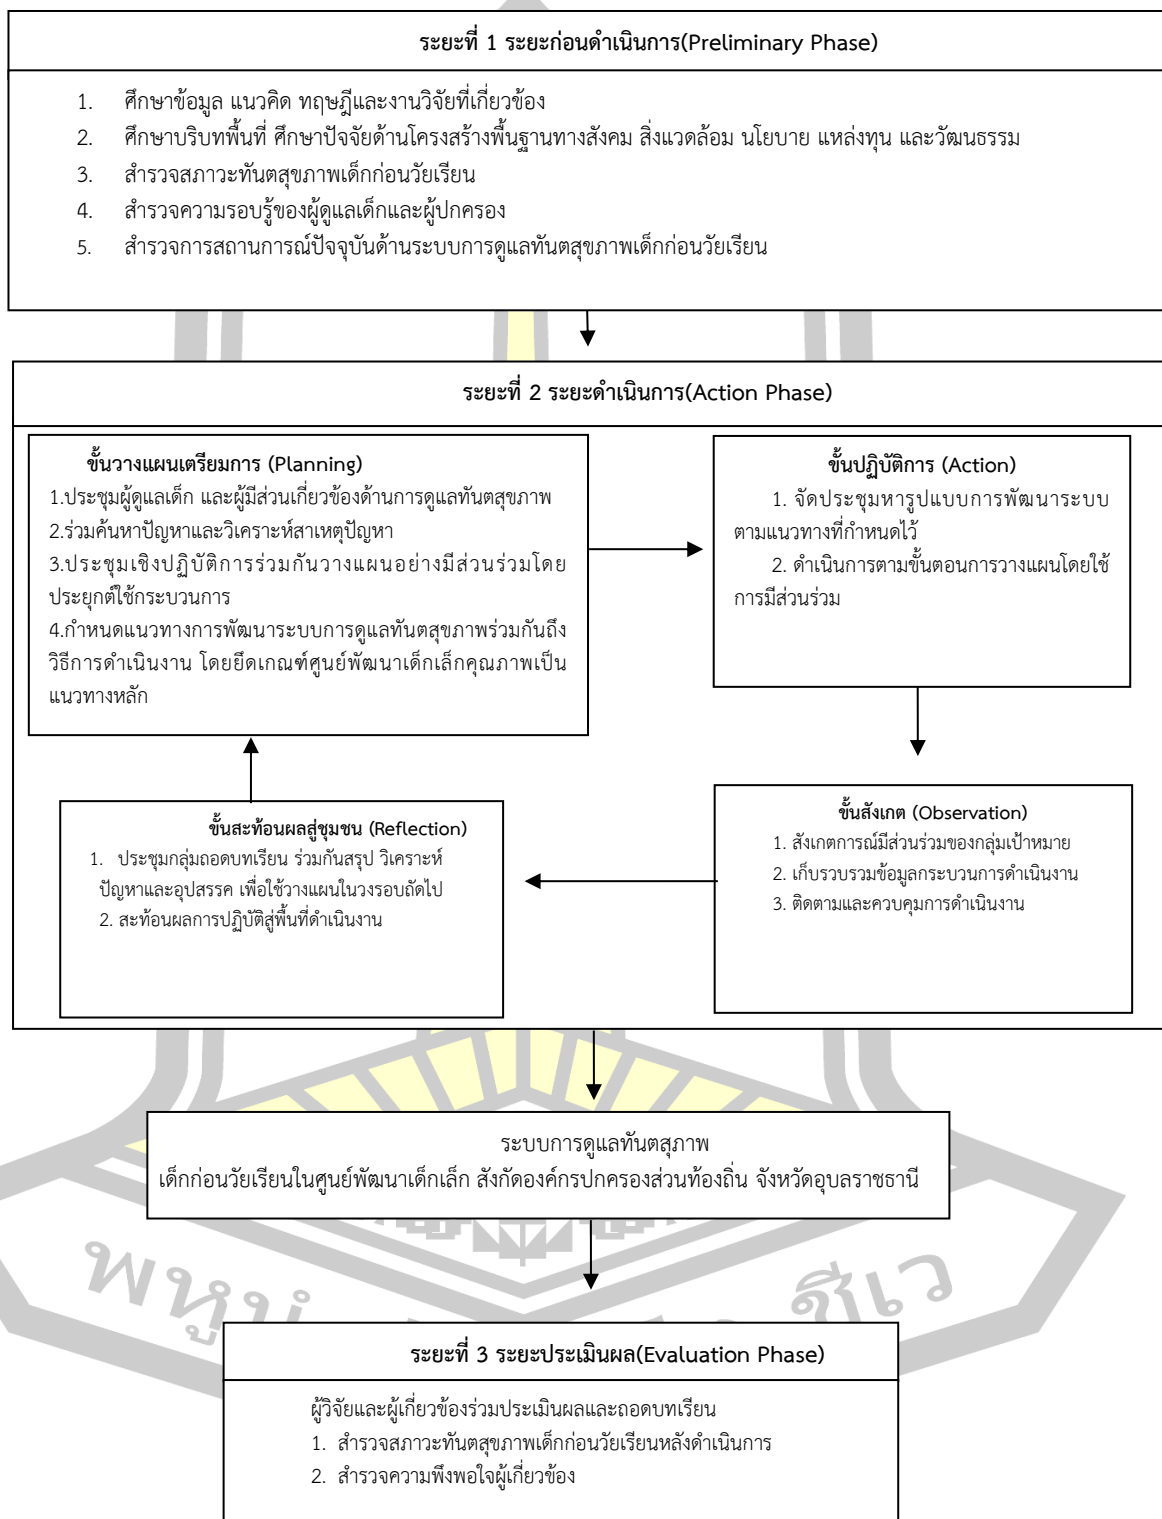 ระยะที่ 1 ระยะก่อนดำเนินการ(Preliminary Phase)
1. ศึกษาข้อมูล แนวคิด ทฤษฎีและงานวิจัยที่เกี่ยวข้อง
2. ศึกษาบริบทพื้นที่ ศึกษาปัจจัยด้านโครงสร้างพื้นฐานทางสังคม สิ่งแวดล้อม นโยบาย แหล่งทุน และวัฒนธรรม
3. สำรวจสภาวะทันตสุขภาพเด็กก่อนวัยเรียน
4. สำรวจความรอบรู้ของผู้ดูแลเด็กและผู้ปกครอง
5. สำรวจการสถานการณ์ปัจจุบันด้านระบบการดูแลทันตสุขภาพเด็กก่อนวัยเรียน
ระยะที่ 2 ระยะดำเนินการ(Action Phase)
ขั้นวางแผนเตรียมการ (Planning)
1.ประชุมผู้ดูแลเด็ก และผู้มีส่วนเกี่ยวข้องด้านการดูแลทันตสุขภาพ
2.ร่วมค้นหาปัญหาและวิเคราะห์สาเหตุปัญหา
3.ประชุมเชิงปฏิบัติการร่วมกันวางแผนอย่างมีส่วนร่วมโดย
ประยุกต์ใช้กระบวนการ
4.กำหนดแนวทางการพัฒนาระบบการดูแลทันตสุขภาพร่วมกันถึง
วิธีการดำเนินงาน โดยยึดเกณฑ์ศูนย์พัฒนาเด็กเล็กคุณภาพเป็น
แนวทางหลัก
ขั้นปฏิบัติการ (Action)
1. จัดประชุมหารูปแบบการพัฒนาระบบ
ตามแนวทางที่กำหนดไว้
2. ดำเนินการตามขั้นตอนการวางแผนโดยใช้
การมีส่วนร่วม
ขั้นสังเกต (Observation)
1. สังเกตการณ์มีส่วนร่วมของกลุ่มเป้าหมาย
2. เก็บรวบรวมข้อมูลกระบวนการดำเนินงาน
3. ติดตามและควบคุมการดำเนินงาน
ขั้นสะท้อนผลสู่ชุมชน (Reflection)
1. ประชุมกลุ่มถอดบทเรียน ร่วมกันสรุป วิเคราะห์
ปัญหาและอุปสรรค เพื่อใช้วางแผนในวงรอบถัดไป
2. สะท้อนผลการปฏิบัติสู่พื้นที่ดำเนินงาน
ระบบการดูแลทันตสุภาพ
เด็กก่อนวัยเรียนในศูนย์พัฒนาเด็กเล็ก สังกัดองค์กรปกครองส่วนท้องถิ่น จังหวัดอุบลราชธานี
พหูนํ
ชีเว
ระยะที่ 3 ระยะประเมินผล(Evaluation Phase)
ผู้วิจัยและผู้เกี่ยวข้องร่วมประเมินผลและถอดบทเรียน
1. สำรวจสภาวะทันตสุขภาพเด็กก่อนวัยเรียนหลังดำเนินการ
2. สำรวจความพึงพอใจผู้เกี่ยวข้อง